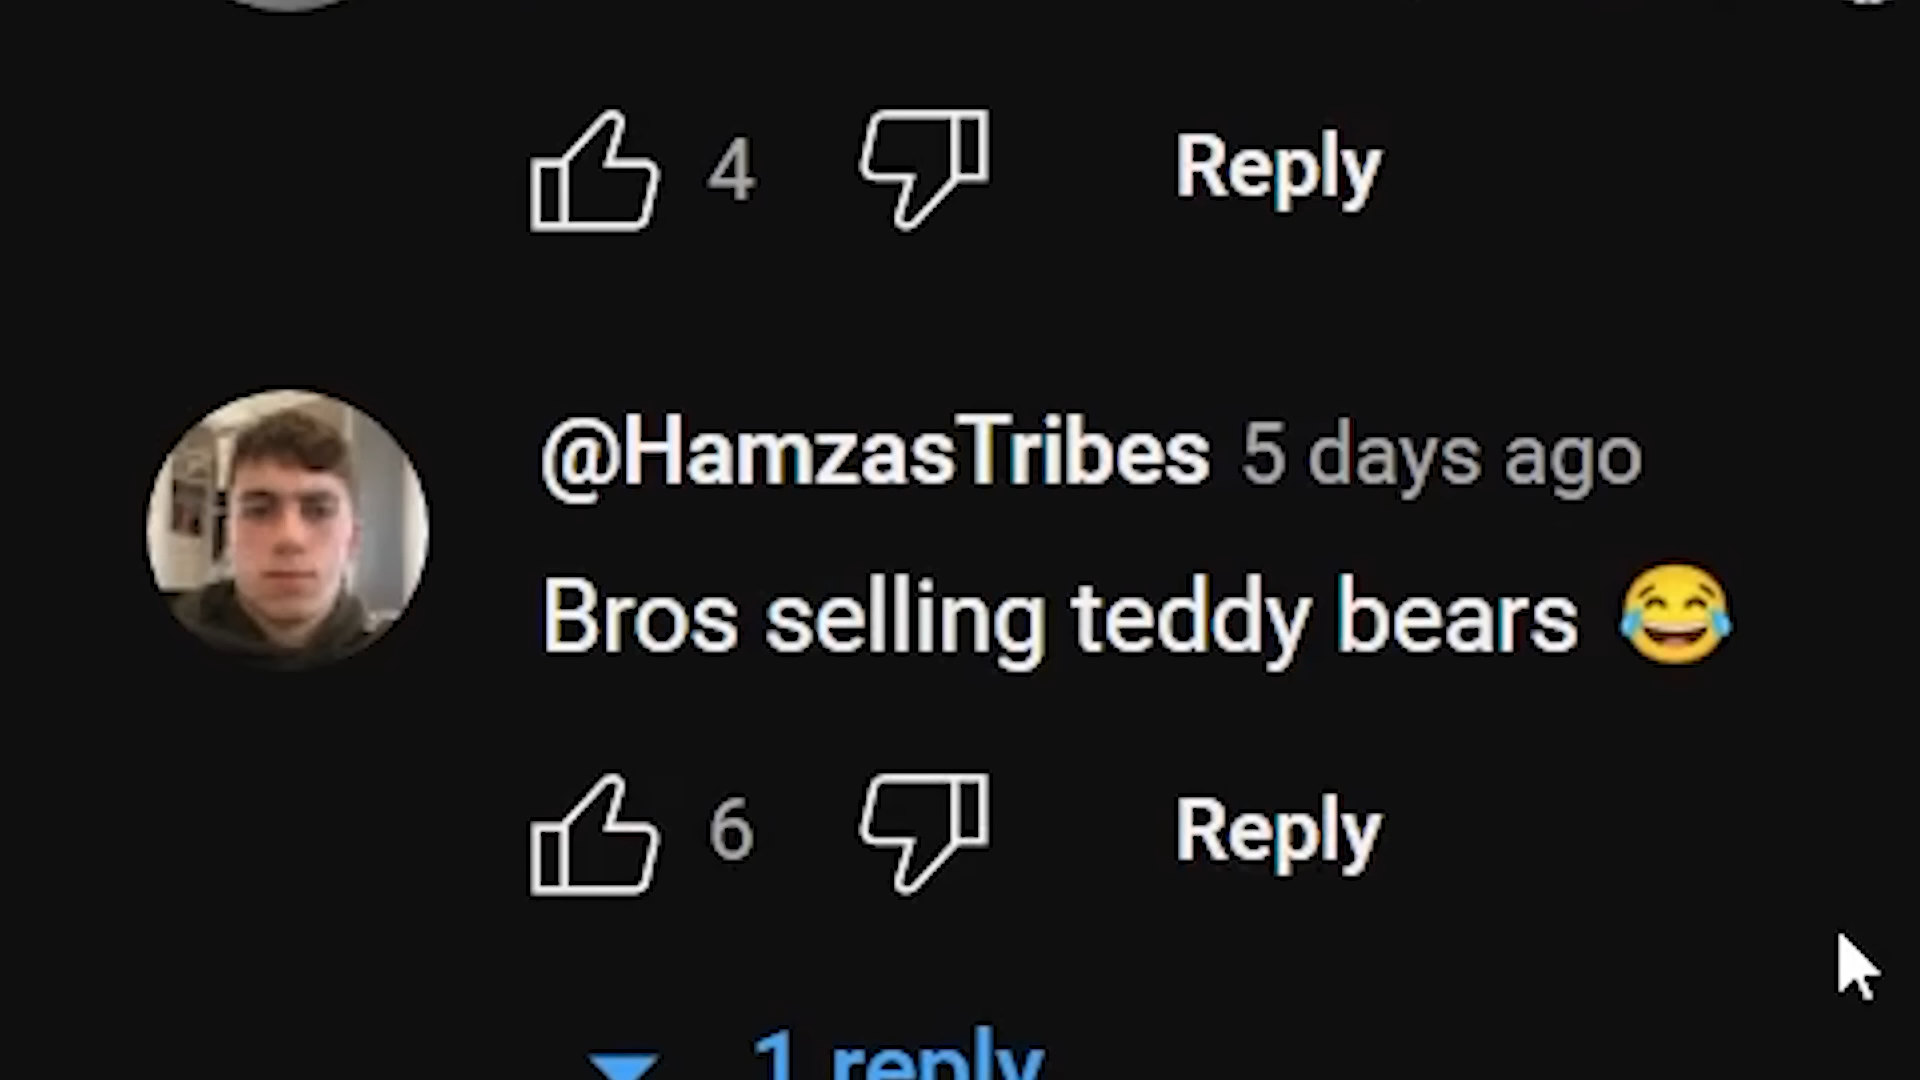 4 Reply
@HamzasTribes 5 days ago
Bros selling teddy bears 😂
6 Reply
1 reply